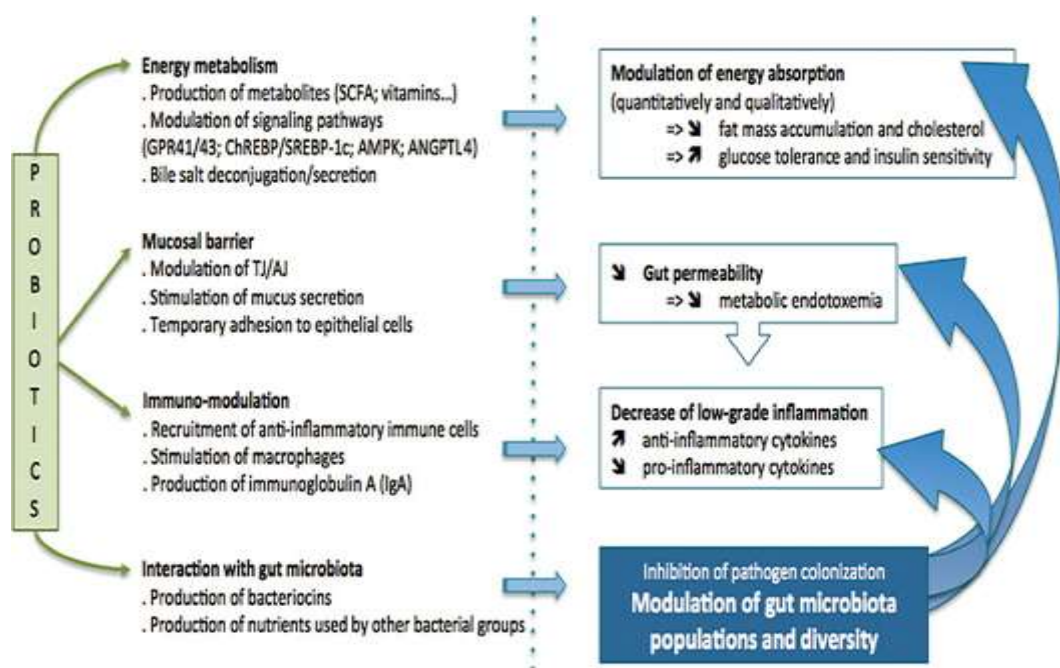 PROBIOTICS
Energy metabolism
. Production of metabolites (SCFA; vitamins...)
. Modulation of signaling pathways
(GPR41/43; ChREBP/SREBP-1c; AMPK; ANGPTL4)
. Bile salt deconjugation/secretion
Mucosal barrier
. Modulation of TJ/AJ
. Stimulation of mucus secretion
. Temporary adhesion to epithelial cells
Immuno-modulation
. Recruitment of anti-inflammatory immune cells
. Stimulation of macrophages
. Production of immunoglobulin A (IgA)
Interaction with gut microbiota
. Production of bacteriocins
. Production of nutrients used by other bacterial groups
Modulation of energy absorption
(quantitatively and qualitatively)
=> ↘ fat mass accumulation and cholesterol
=> ↗ glucose tolerance and insulin sensitivity
↘ Gut permeability
=> ↘ metabolic endotoxemia
Decrease of low-grade inflammation
↗ anti-inflammatory cytokines
↘ pro-inflammatory cytokines
Inhibition of pathogen colonization
Modulation of gut microbiota
populations and diversity